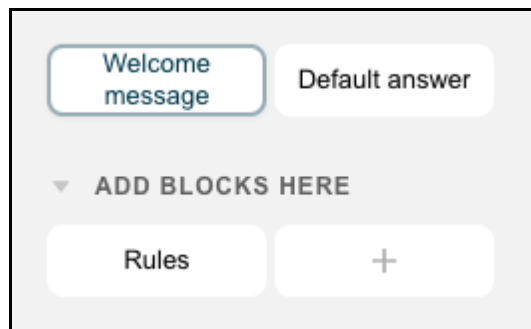 Welcome
message
Default answer
ADD BLOCKS HERE
Rules
+